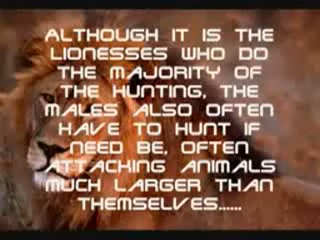 ALTHOUGH IT IS THE
LIONESSES WHO DO
THE MAJORITY OF
THE HUNTING, THE
MALES ALSO OFTEN
HAVE TO HUNT IF
NEED BE, OFTEN
ATTACKING ANIMALS
MUCH LARGER THAN
THEMSELVES......